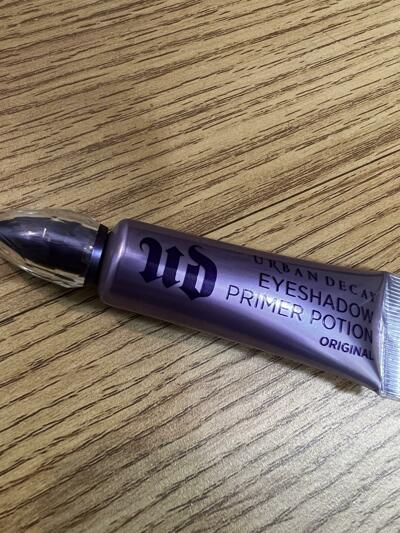 UD
URBAN DECAY
EYESHADOW
PRIMER POTION
ORIGINAL